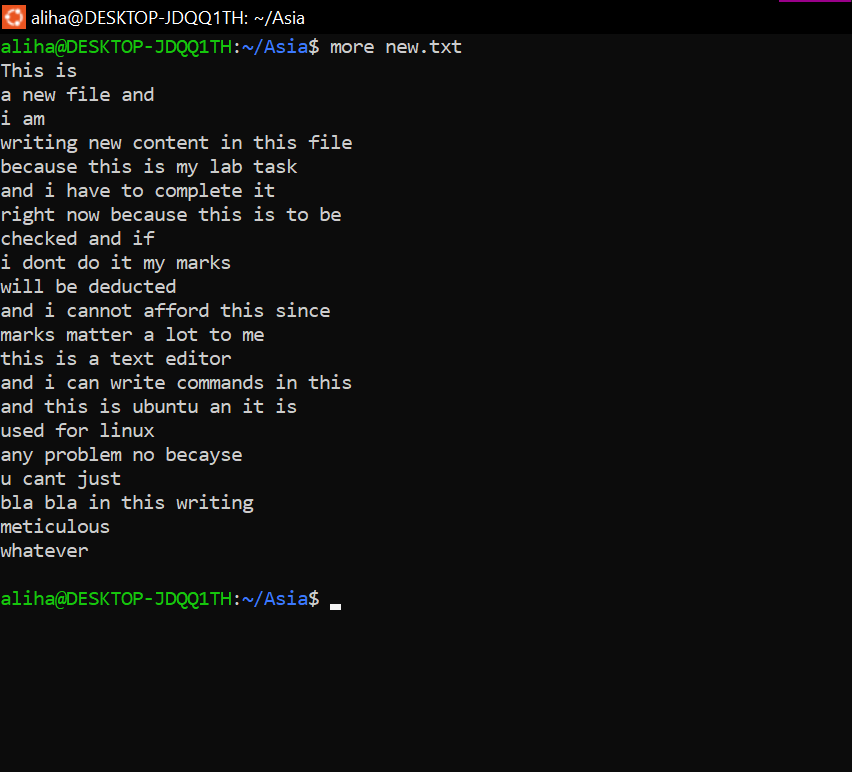 aliha@DESKTOP-JDQQ1TH: ~/Asia
aliha@DESKTOP-JDQQ1TH:~/Asia$ more new.txt
This is
a new file and
i am
writing new content in this file
because this is my lab task
and i have to complete it
right now because this is to be
checked and if
i dont do it my marks
will be deducted
and i cannot afford this since
marks matter a lot to me
this is a text editor
and i can write commands in this
and this is ubuntu an it is
used for linux
any problem no becayse
u cant just
bla bla in this writing
meticulous
whatever
aliha@DESKTOP-JDQQ1TH:~/Asia$